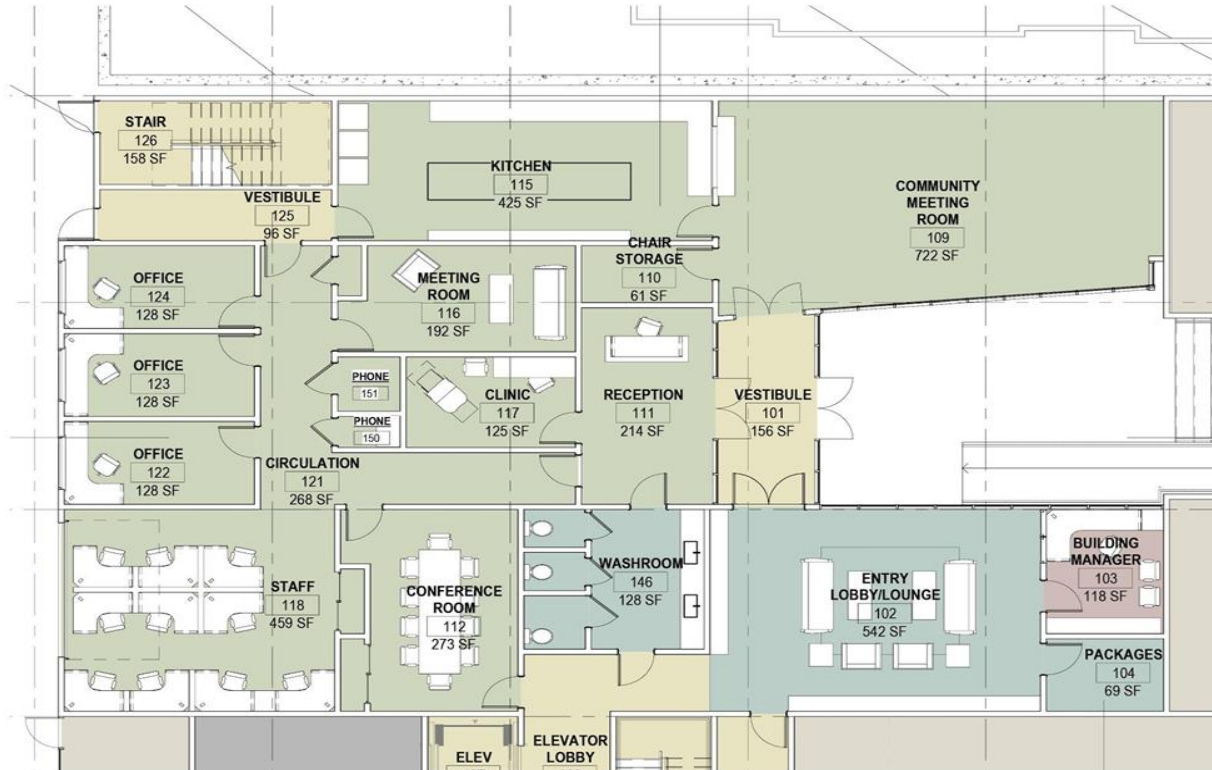 STAIR
126
158 SF
VESTIBULE
125
96 SF
KITCHEN
115
425 SF
COMMUNITY
MEETING
ROOM
109
722 SF
CHAIR
STORAGE
110
61 SF
OFFICE
124
128 SF
MEETING
ROOM
116
192 SF
OFFICE
123
128 SF
PHONE
151
PHONE
150
CLINIC
117
125 SF
RECEPTION
111
214 SF
VESTIBULE
101
156 SF
OFFICE
122
128 SF
CIRCULATION
121
268 SF
STAFF
118
459 SF
CONFERENCE
ROOM
112
273 SF
WASHROOM
146
128 SF
ENTRY
LOBBY/LOUNGE
102
542 SF
BUILDING
MANAGER
103
118 SF
PACKAGES
104
69 SF
ELEV
ELEVATOR
LOBBY